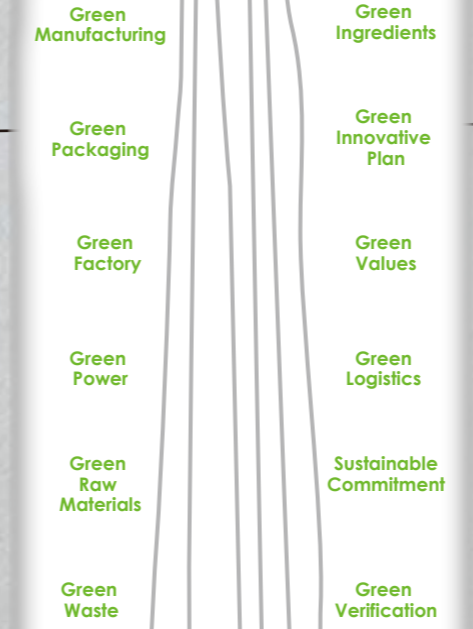 Green
Manufacturing
Green
Ingredients
Green
Packaging
Green
Innovative
Plan
Green
Factory
Green
Values
Green
Power
Green
Logistics
Green
Raw
Materials
Sustainable
Commitment
Green
Waste
Green
Verification